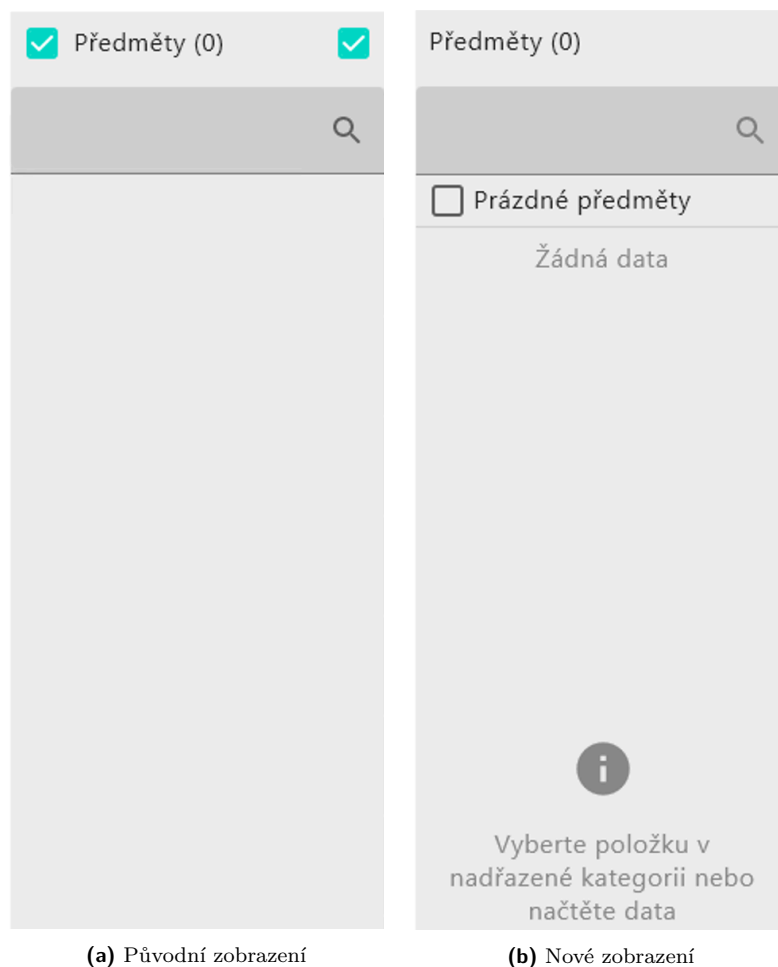 Předměty (0)
(a) Původní zobrazení
Předměty (0)
Prázdné předměty
Žádná data
Vyberte položku v
nadřazené kategorii nebo
načtěte data
(b) Nové zobrazení